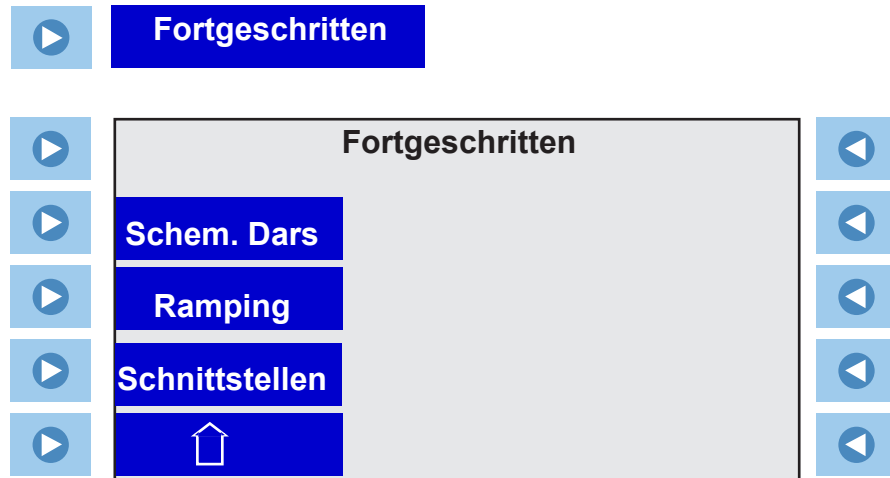 Fortgeschritten
Fortgeschritten
Schem. Dars
Ramping
Schnittstellen